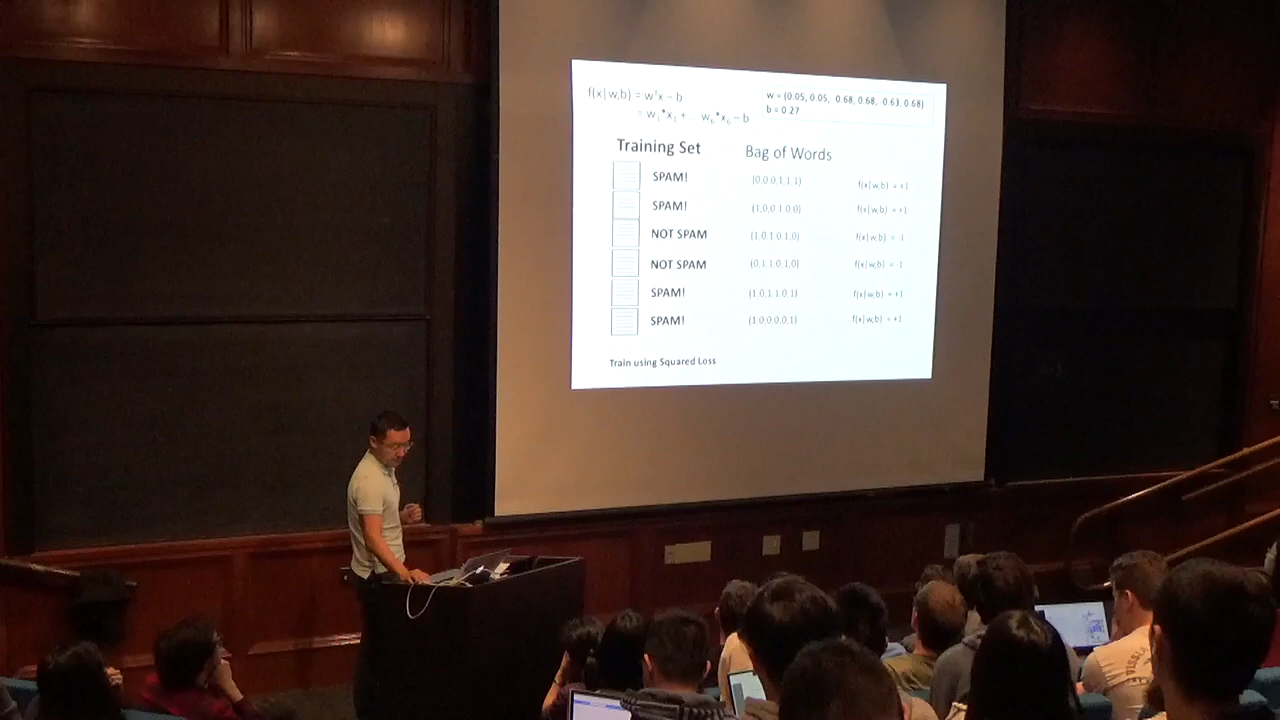 f(x|w,b) = wᵀx – b
= w₁*x₁ +... w₆*x₆ – b
w = (0.05, 0.05, -0.68, 0.68, -0.63, 0.68)
b = 0.27
Training Set Bag of Words
SPAM! (0,0,0,1,1,1) f(x|w,b) = +1
SPAM! (1,0,0,1,0,0) f(x|w,b) = +1
NOT SPAM (1,0,1,0,1,0) f(x|w,b) = -1
NOT SPAM (0,1,1,0,1,0) f(x|w,b) = -1
SPAM! (1,0,1,1,0,1) f(x|w,b) = +1
SPAM! (1,0,0,0,0,1) f(x|w,b) = +1
Train using Squared Loss